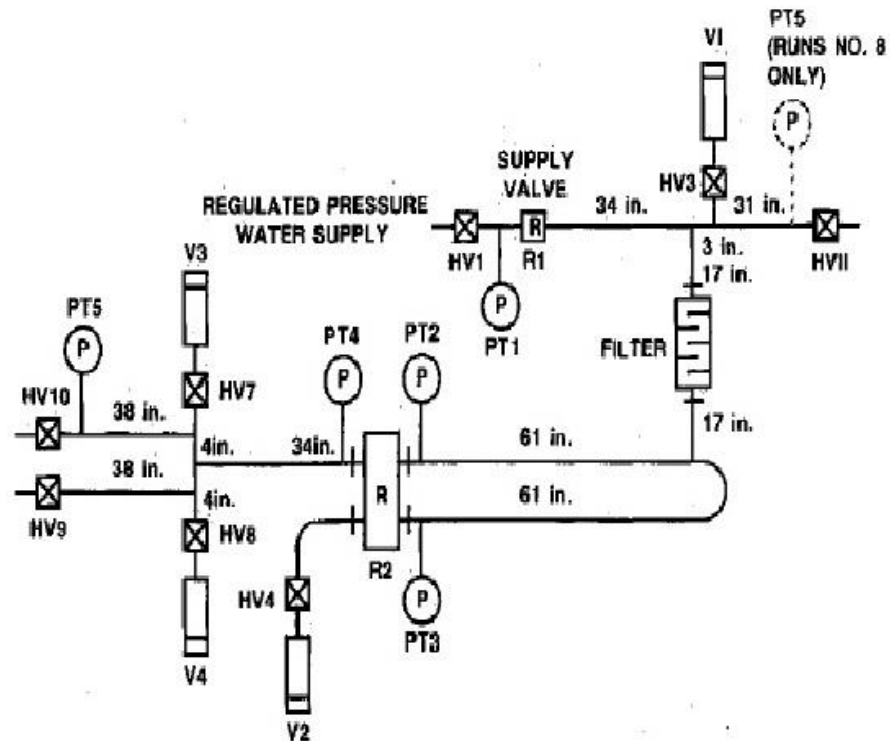 PT5
(RUNS NO. 8
ONLY)
V1
P
SUPPLY
VALVE
HV3
34 in.
31 in.
REGULATED PRESSURE
WATER SUPPLY
R
HV1
R1
HVII
3 in.
17 in.
V3
P
PT1
FILTER
PT5
P
PT4
PT2
P
P
HV10
HV7
38 in.
17 in.
4in.
34in.
61 in.
38 in.
61 in.
4in.
R
HV9
HV8
R2
HV4
P
PT3
V4
V2